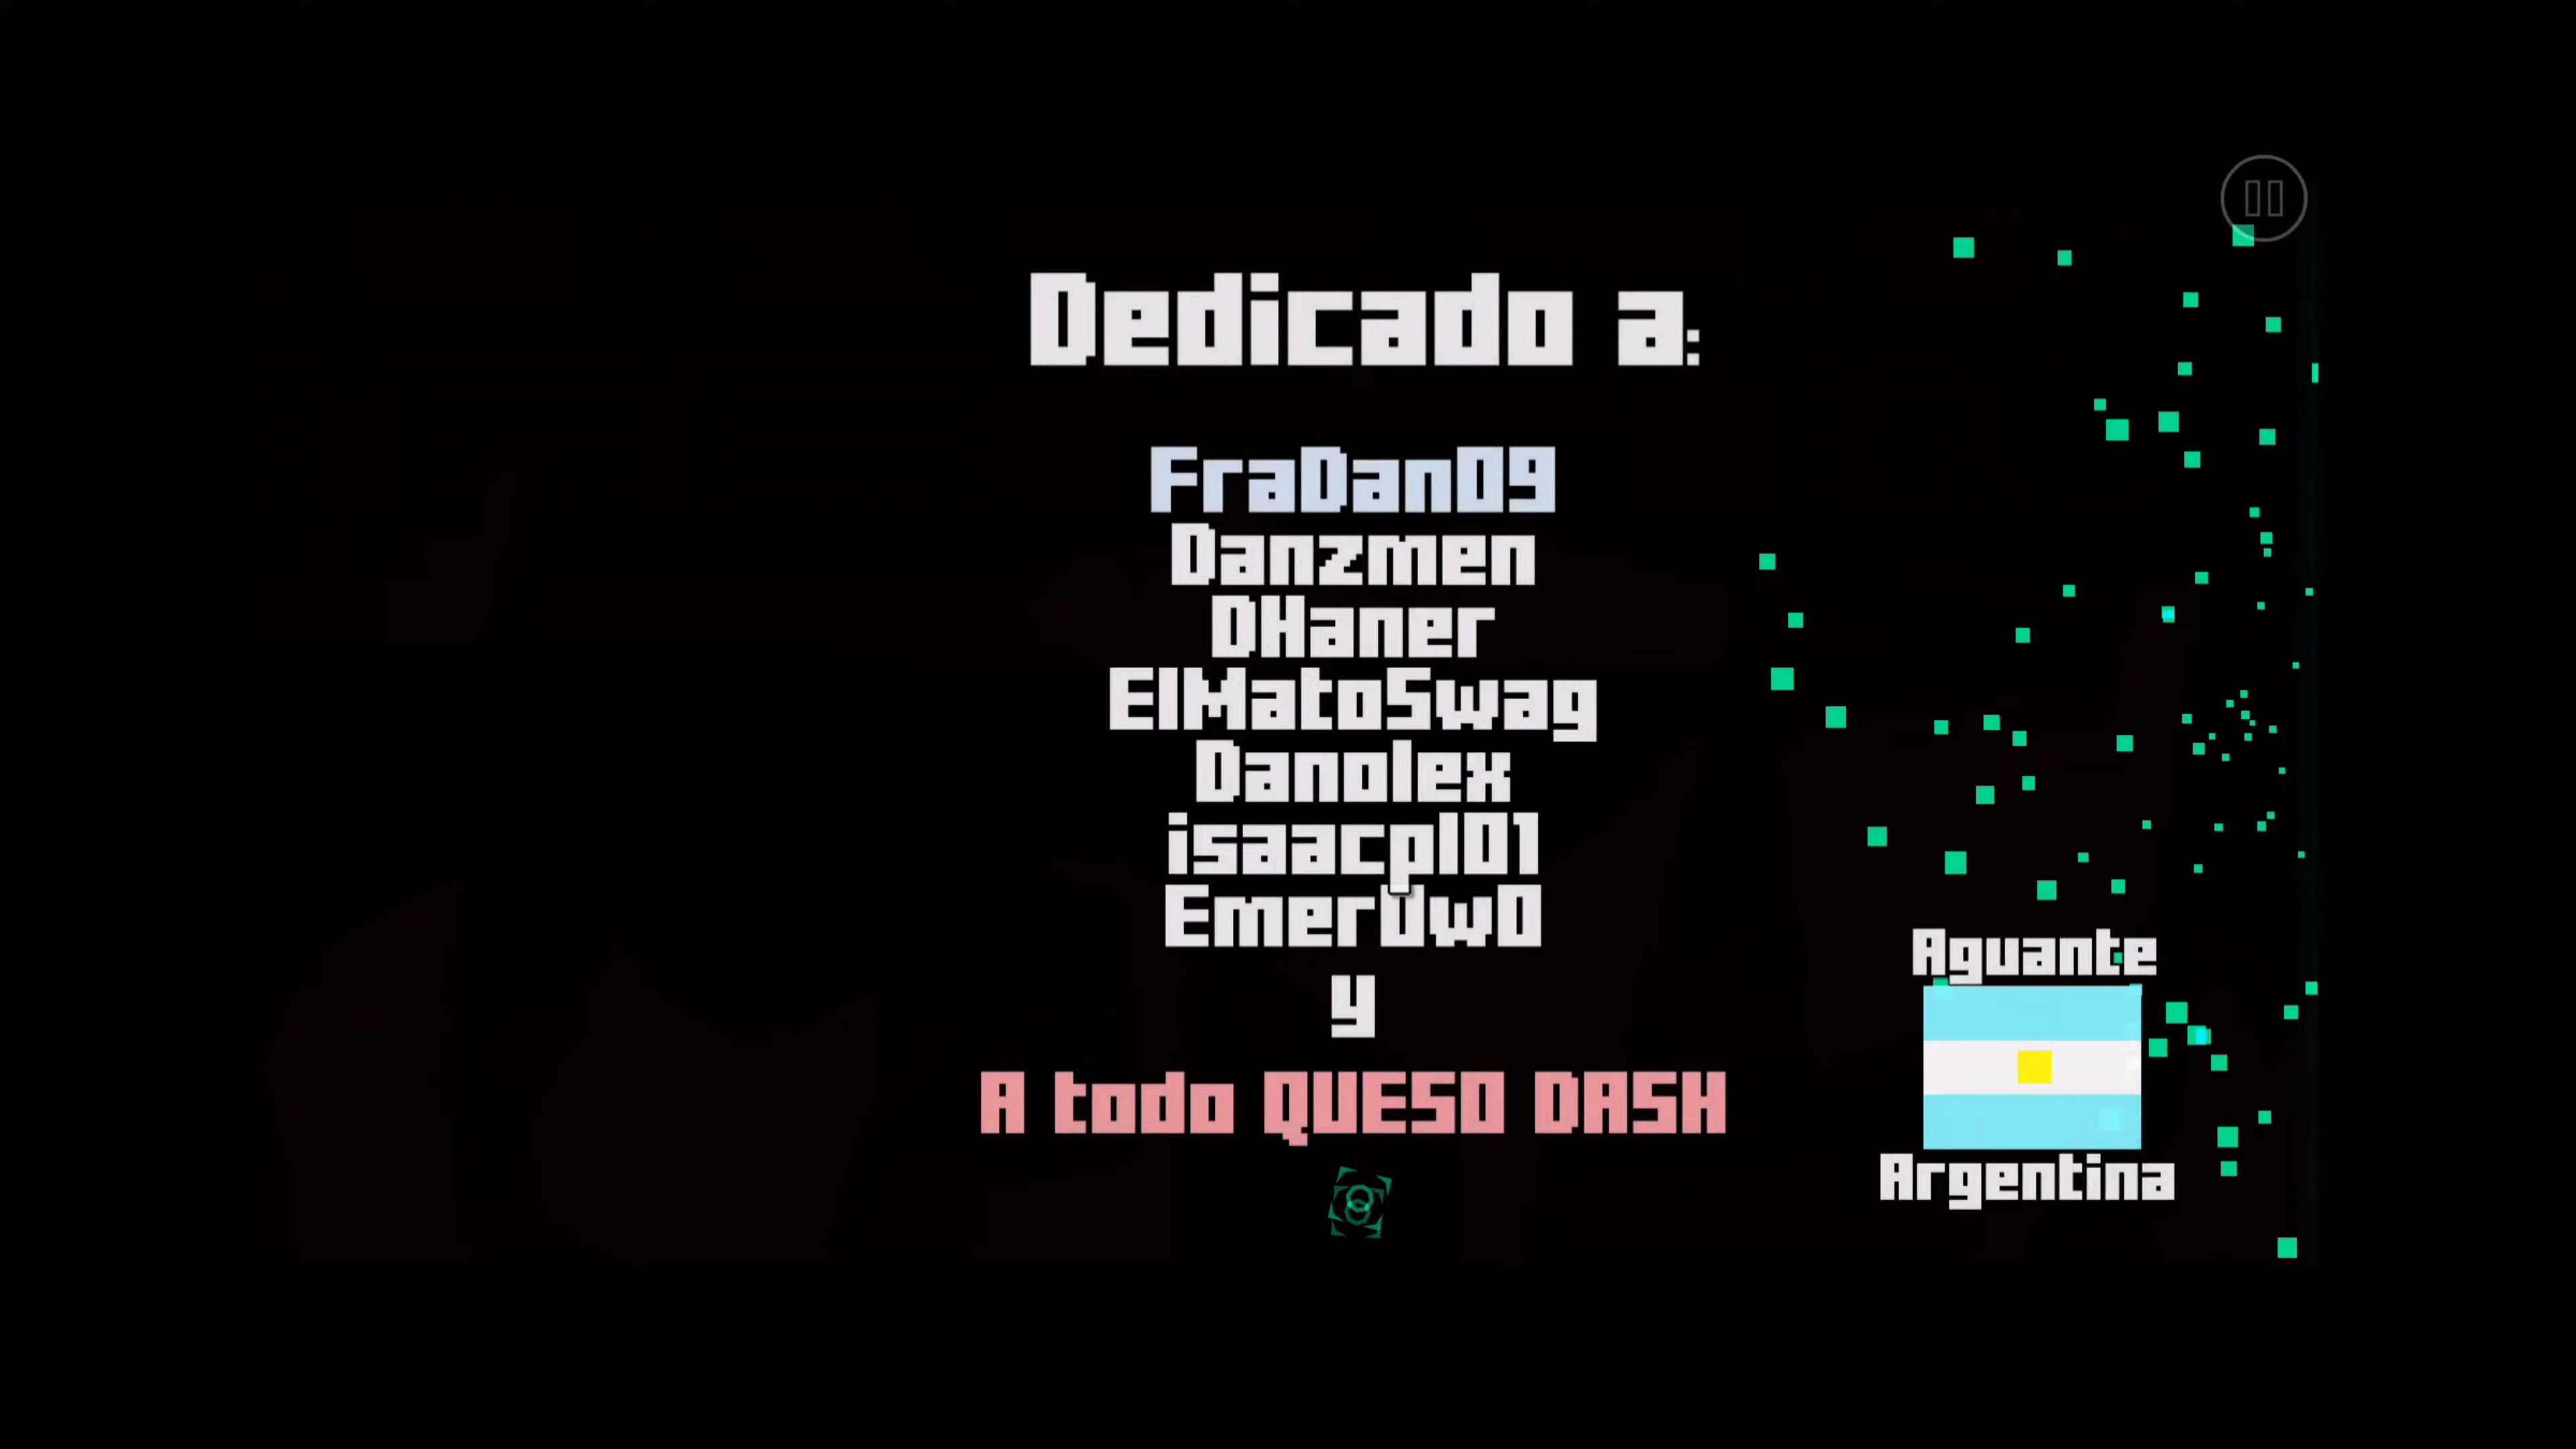 Dedicado a:
FraDan09
Danzmen
DHaner
ElMatoSwag
Danolex
isaacpl01
EmerUwU
y
A todo QUESO DASH
Aguante
Argentina